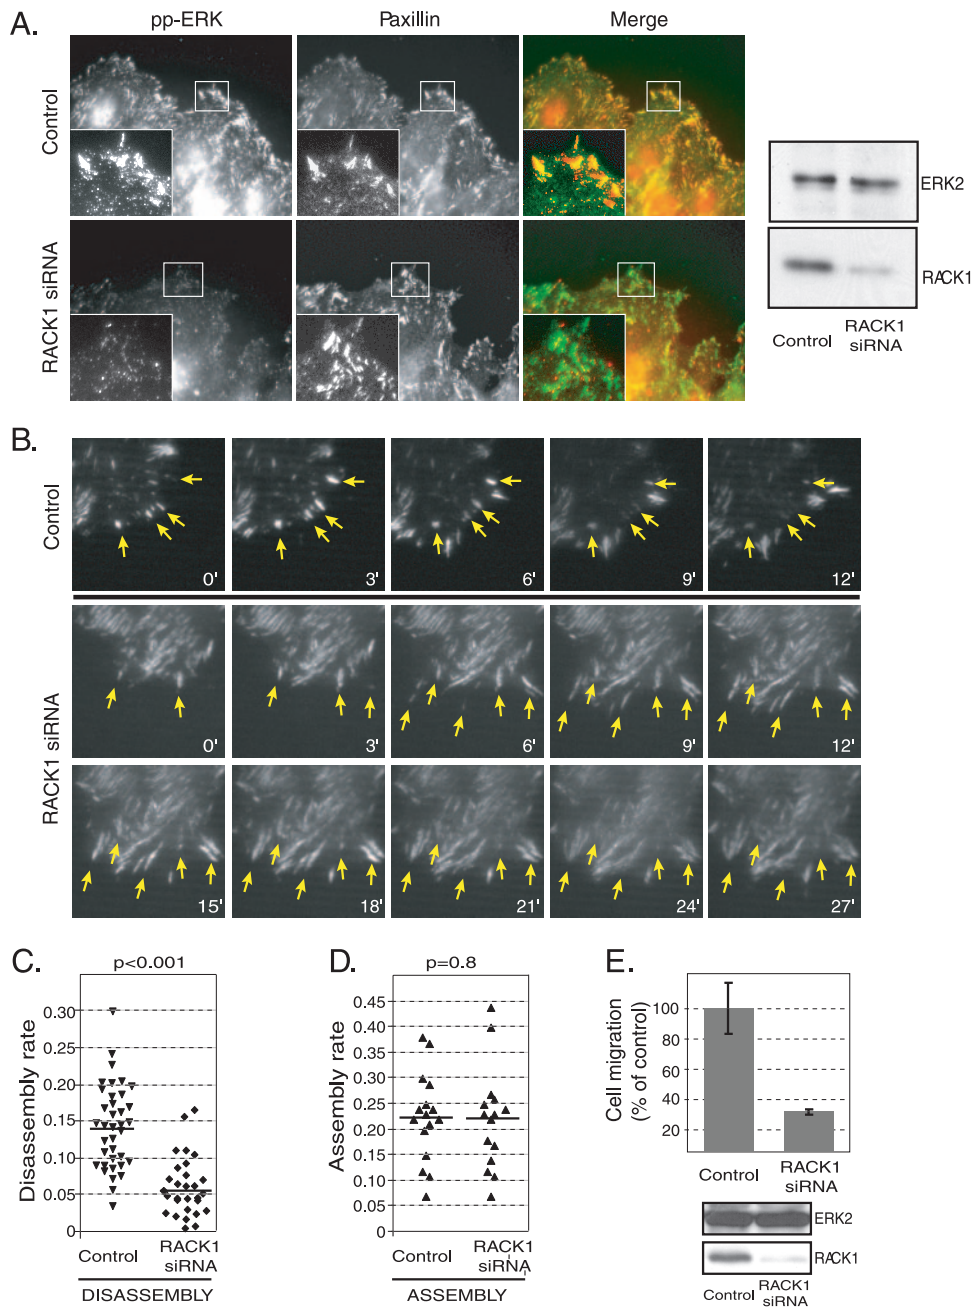 A.
pp-ERK
Paxillin
Merge
Control
RACK1 siRNA
ERK2
RACK1
Control
RACK1
siRNA
B.
Control
0'
3'
6'
9'
12'
RACK1 siRNA
0'
3'
6'
9'
12'
15'
18'
21'
24'
27'
C.
p<0.001
Disassembly rate
0.30
0.25
0.20
0.15
0.10
0.05
0
Control
RACK1
siRNA
DISASSEMBLY
D.
p=0.8
Assembly rate
0.45
0.40
0.35
0.30
0.25
0.20
0.15
0.10
0.05
0
Control
RACK1
siRNA
ASSEMBLY
E.
Cell migration
(% of control)
100
80
60
40
20
Control
RACK1
siRNA
ERK2
RACK1
Control
RACK1
siRNA